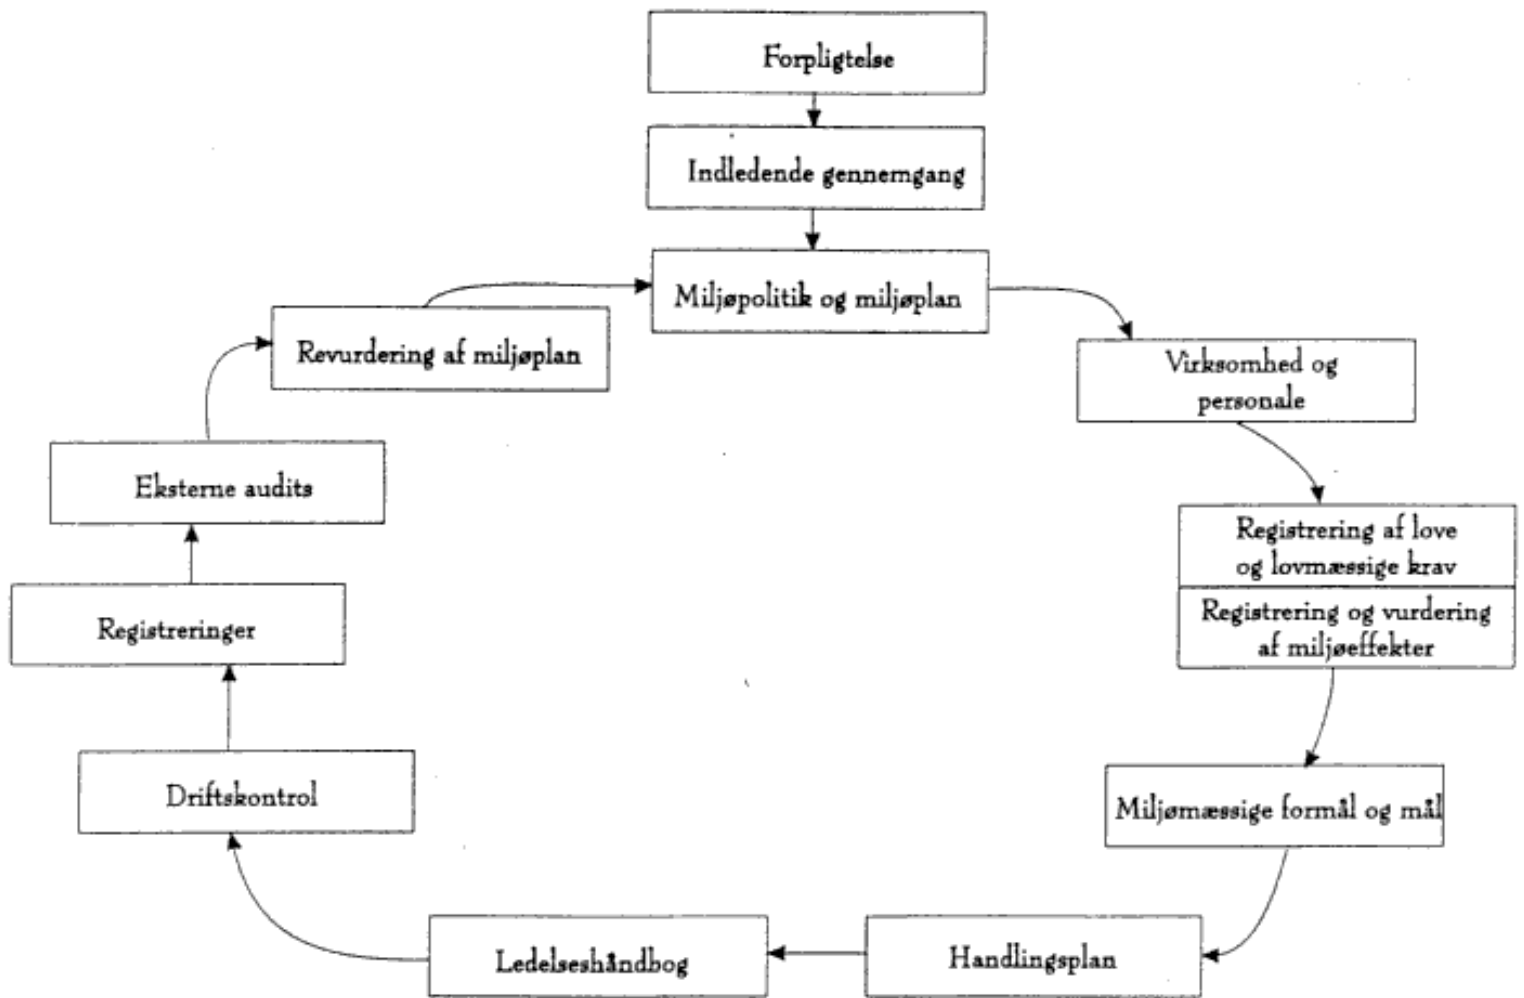 Forpligtelse
Indledende gennemgang
Miljøpolitik og miljøplan
Virksomhed og
personale
Registrering af love
og lovmæssige krav
Registrering og vurdering
af miljøeffekter
Miljømæssige formål og mål
Handlingsplan
Ledelseshåndbog
Driftskontrol
Registreringer
Eksterne audits
Revurdering af miljøplan